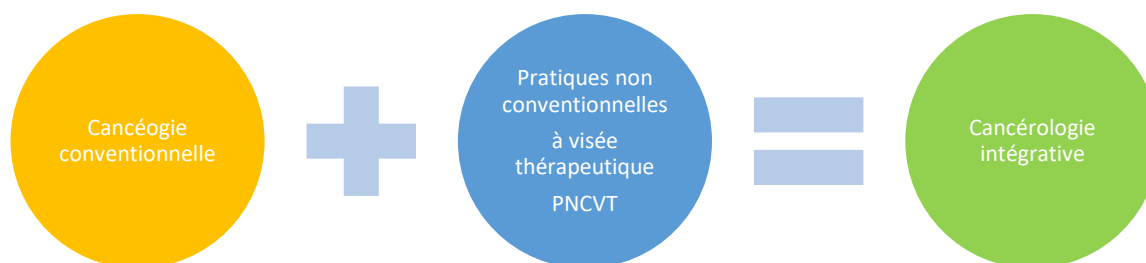 Cancéogie
conventionnelle
Pratiques non
conventionnelles
à visée
thérapeutique
PNCVT
Cancérologie
intégrative